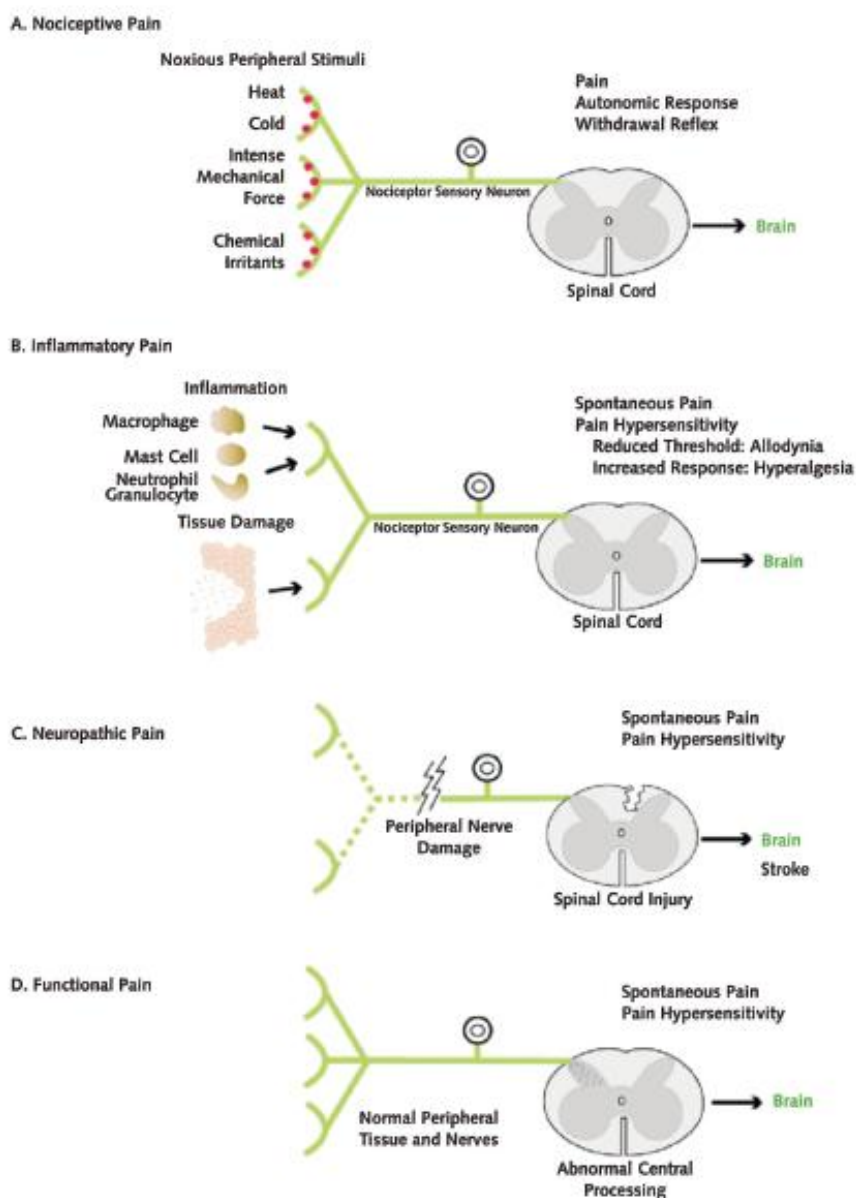 A. Nociceptive Pain
Noxious Peripheral Stimuli
Heat
Cold
Intense
Mechanical
Force
Chemical
Irritants
Nociceptor Sensory Neuron
Pain
Autonomic Response
Withdrawal Reflex
Brain
Spinal Cord
B. Inflammatory Pain
Inflammation
Macrophage
Mast Cell
Neutrophil
Granulocyte
Tissue Damage
Nociceptor Sensory Neuron
Spontaneous Pain
Pain Hypersensitivity
Reduced Threshold: Allodynia
Increased Response: Hyperalgesia
Brain
Spinal Cord
C. Neuropathic Pain
Peripheral Nerve
Damage
Spontaneous Pain
Pain Hypersensitivity
Brain
Stroke
Spinal Cord Injury
D. Functional Pain
Normal Peripheral
Tissue and Nerves
Spontaneous Pain
Pain Hypersensitivity
Brain
Abnormal Central
Processing